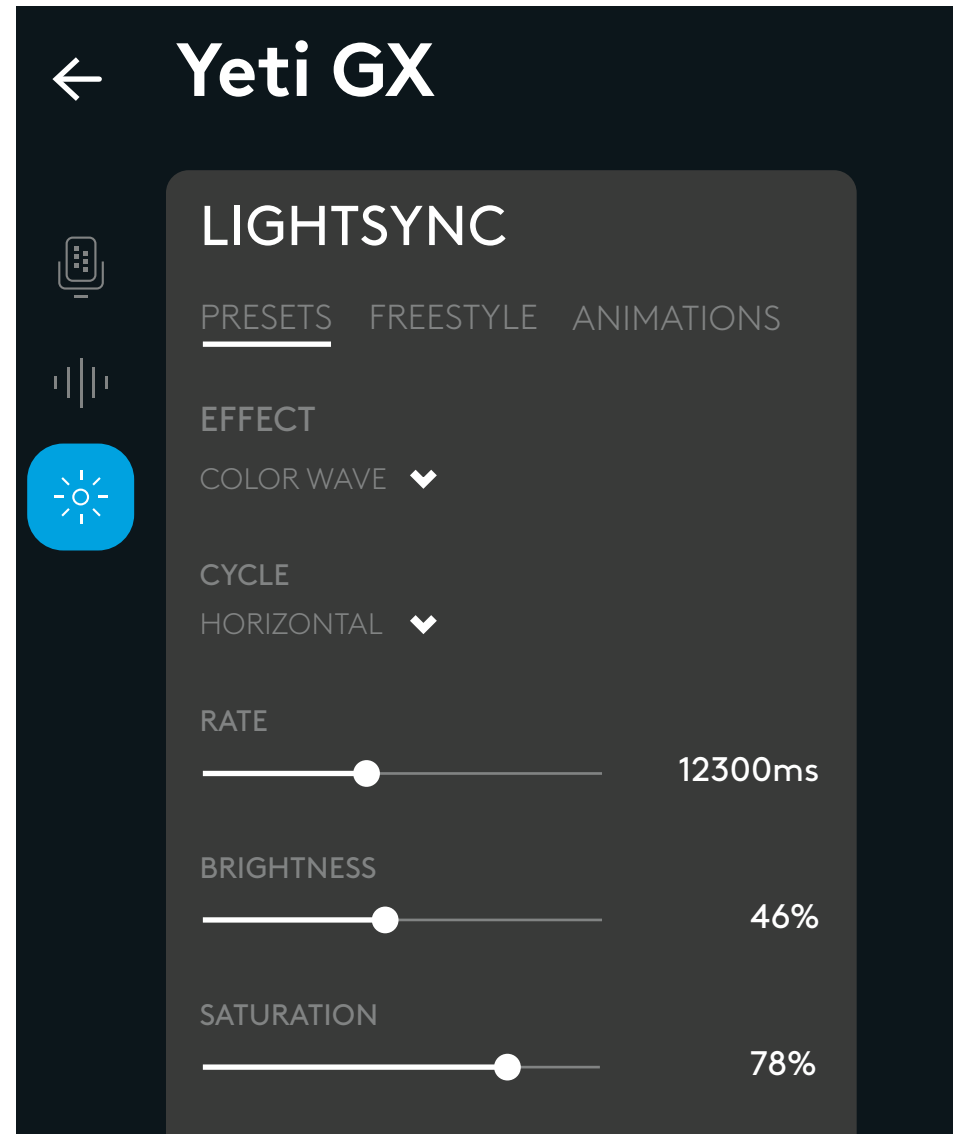 Yeti GX
LIGHTSYNC
PRESETS FREESTYLE ANIMATIONS
EFFECT
COLOR WAVE
CYCLE
HORIZONTAL
RATE
12300ms
BRIGHTNESS
46%
SATURATION
78%